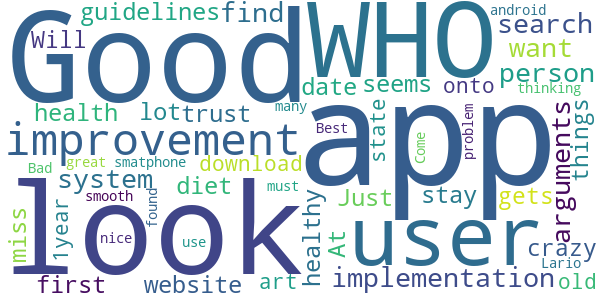 Good
WHO
app
look
user
improvement
implementation
guidelines
find
Will
android
search
want
person
thinking
health
lot
trust
date
seems
onto
many
Best
state
Come
problem
arguments
things
Bad
great
smatphone
download
system
smooth
diet
must
Just
stay
gets
miss
1year
nice
found
use
healthy
At
crazy
Lario
first
website
art
old